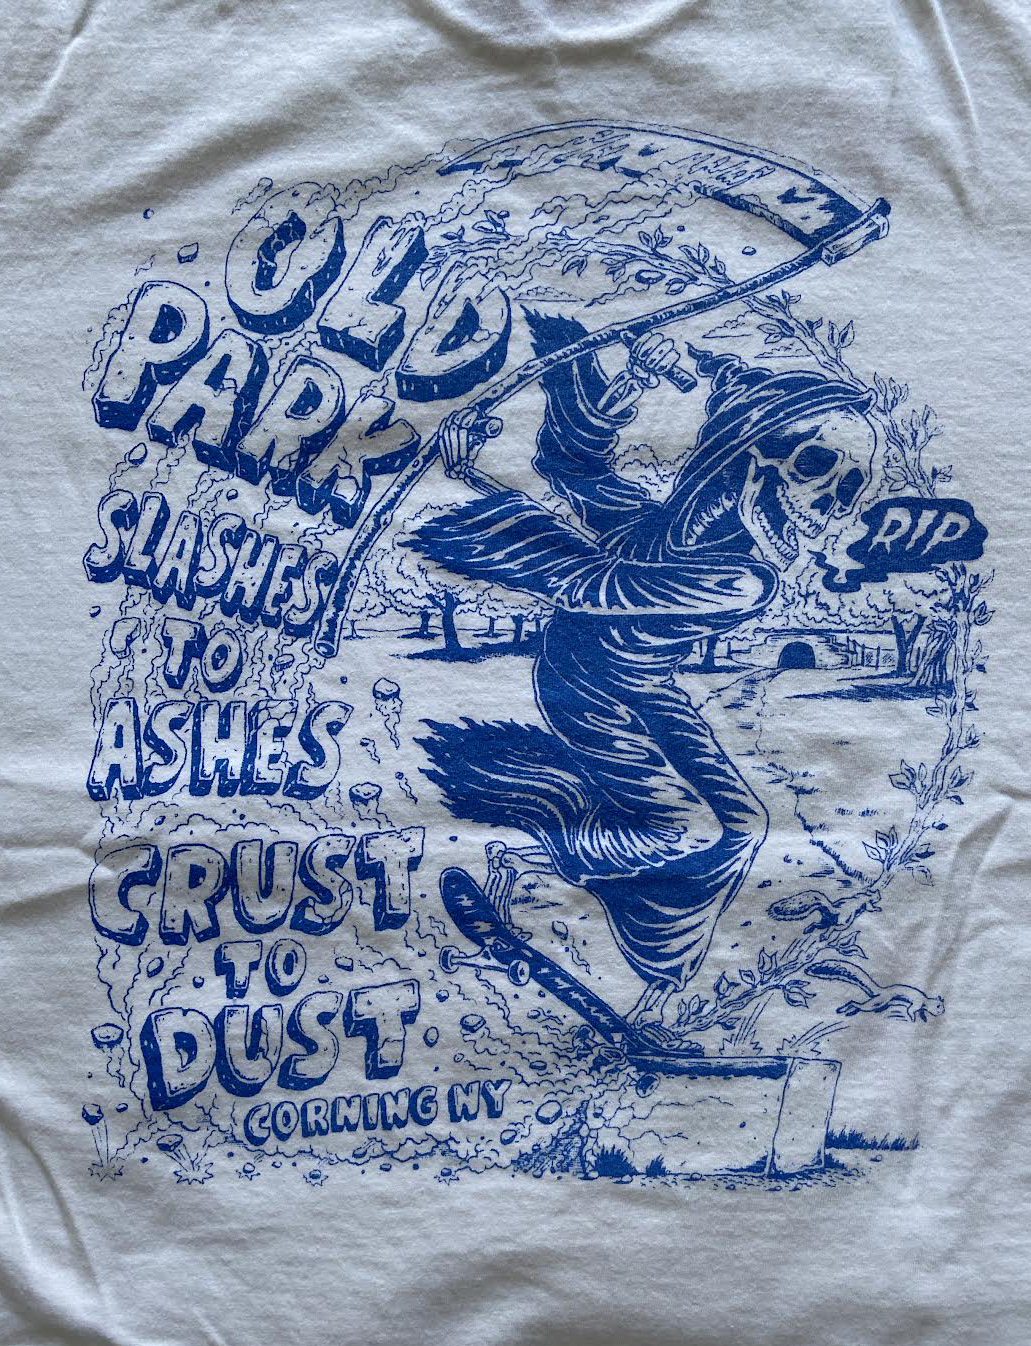 OLD
PARK
SLASHES
TO
ASHES
CRUST
TO
DUST
CORNING NY
RIP